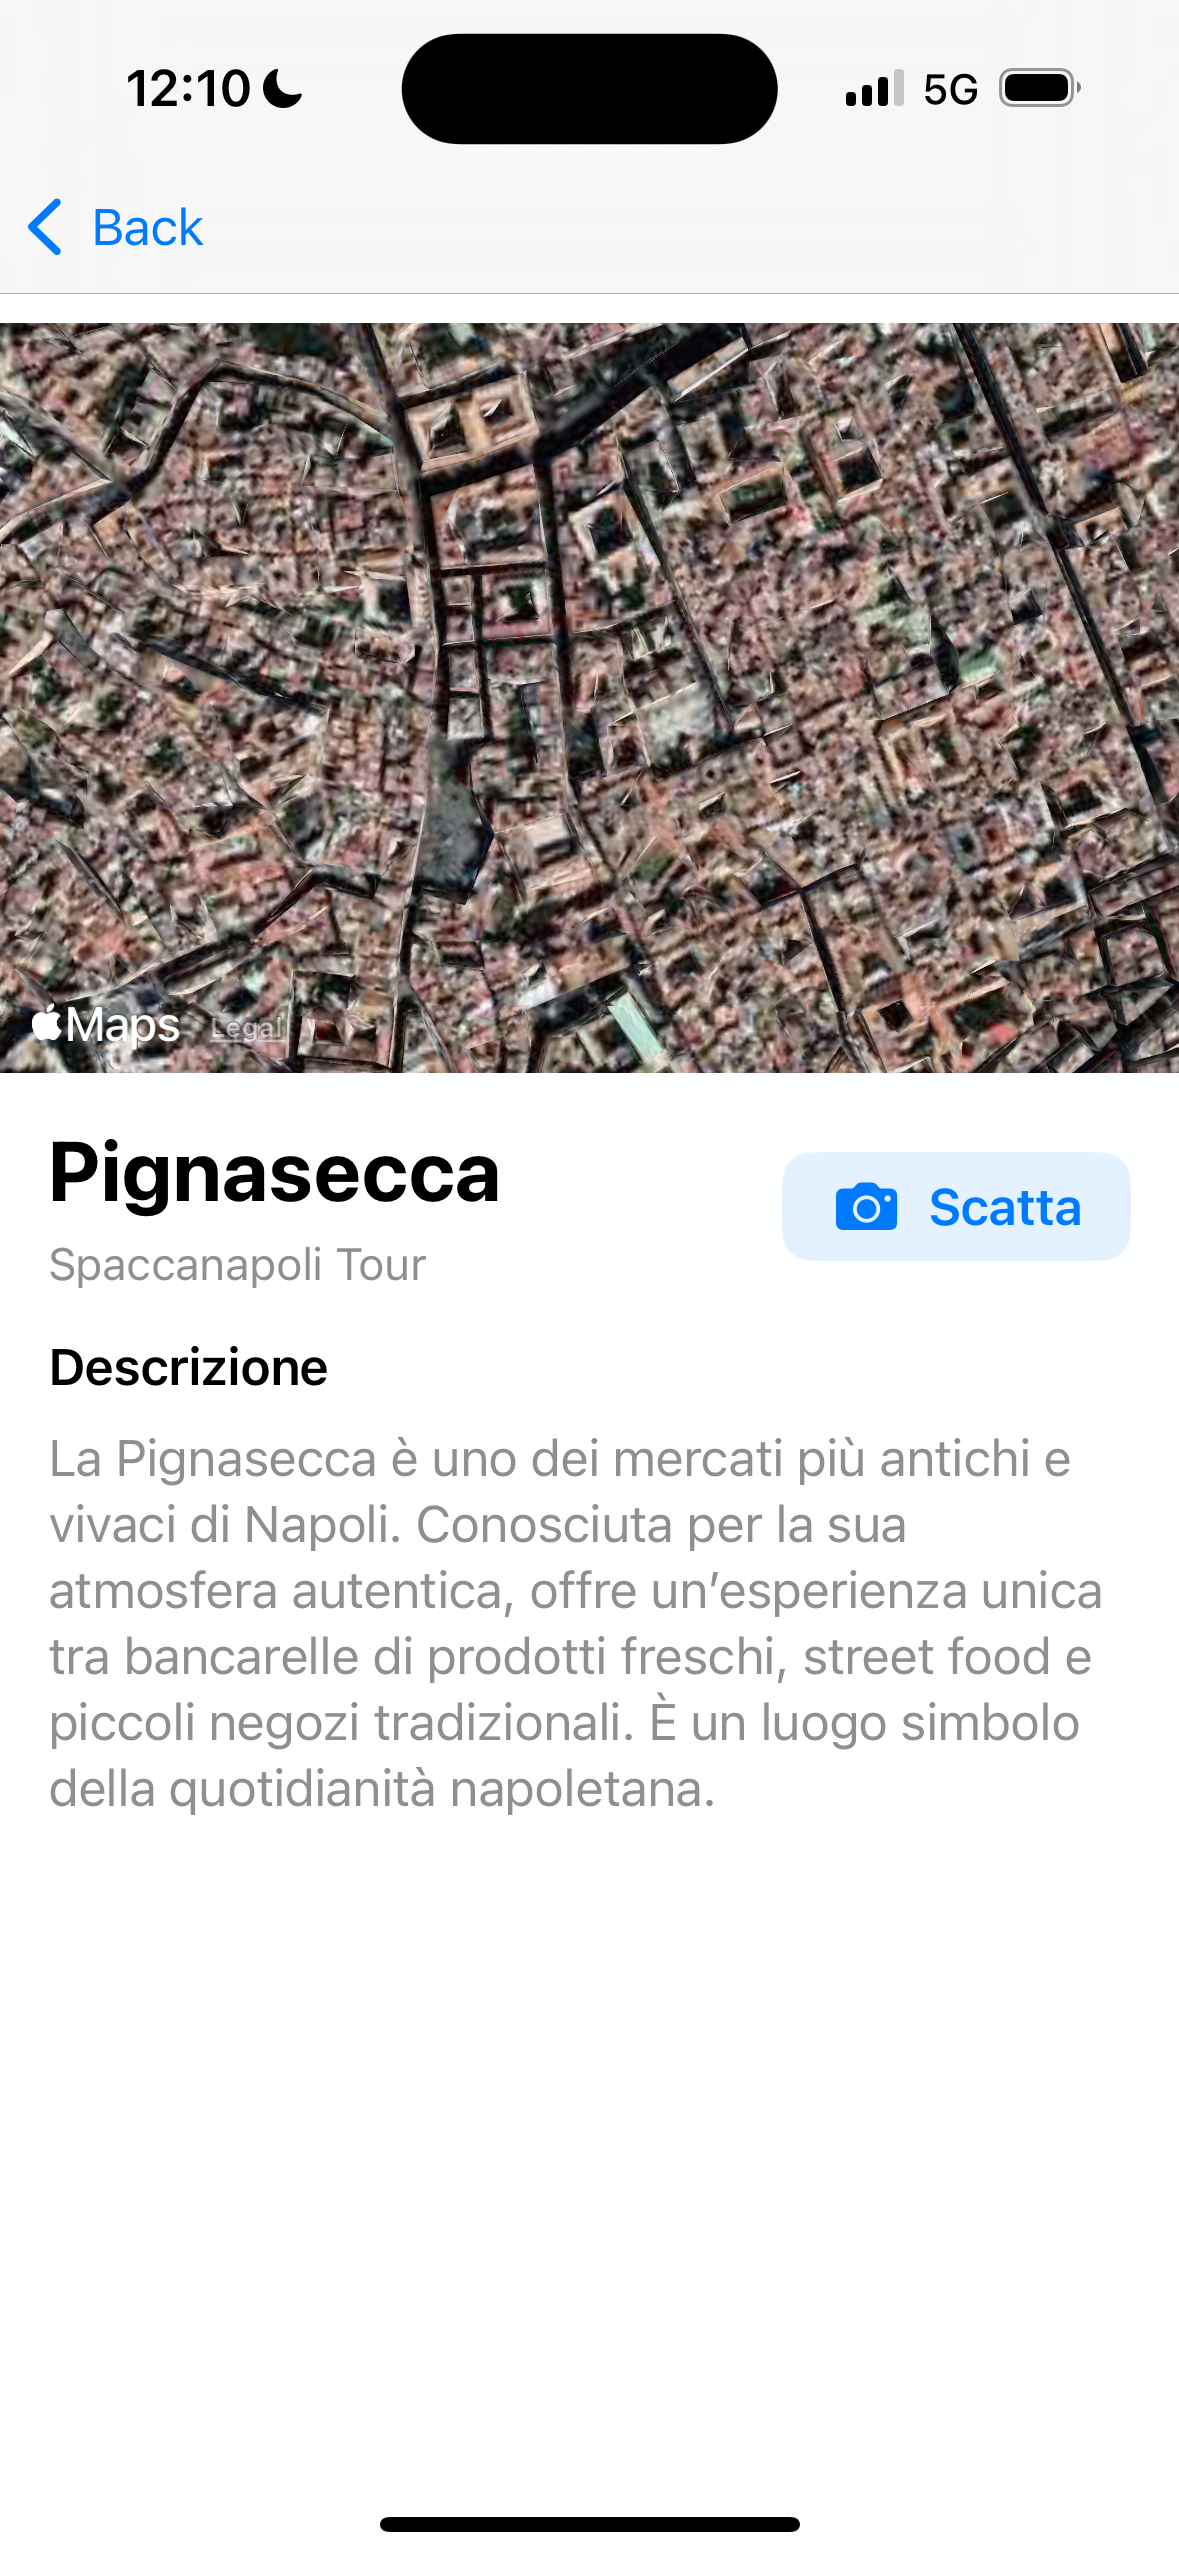 12:10
5G
Back
Maps Legal
Pignasecca
Scatta
Spaccanapoli Tour
Descrizione
La Pignasecca è uno dei mercati più antichi e
vivaci di Napoli. Conosciuta per la sua
atmosfera autentica, offre un’esperienza unica
tra bancarelle di prodotti freschi, street food e
piccoli negozi tradizionali. È un luogo simbolo
della quotidianità napoletana.